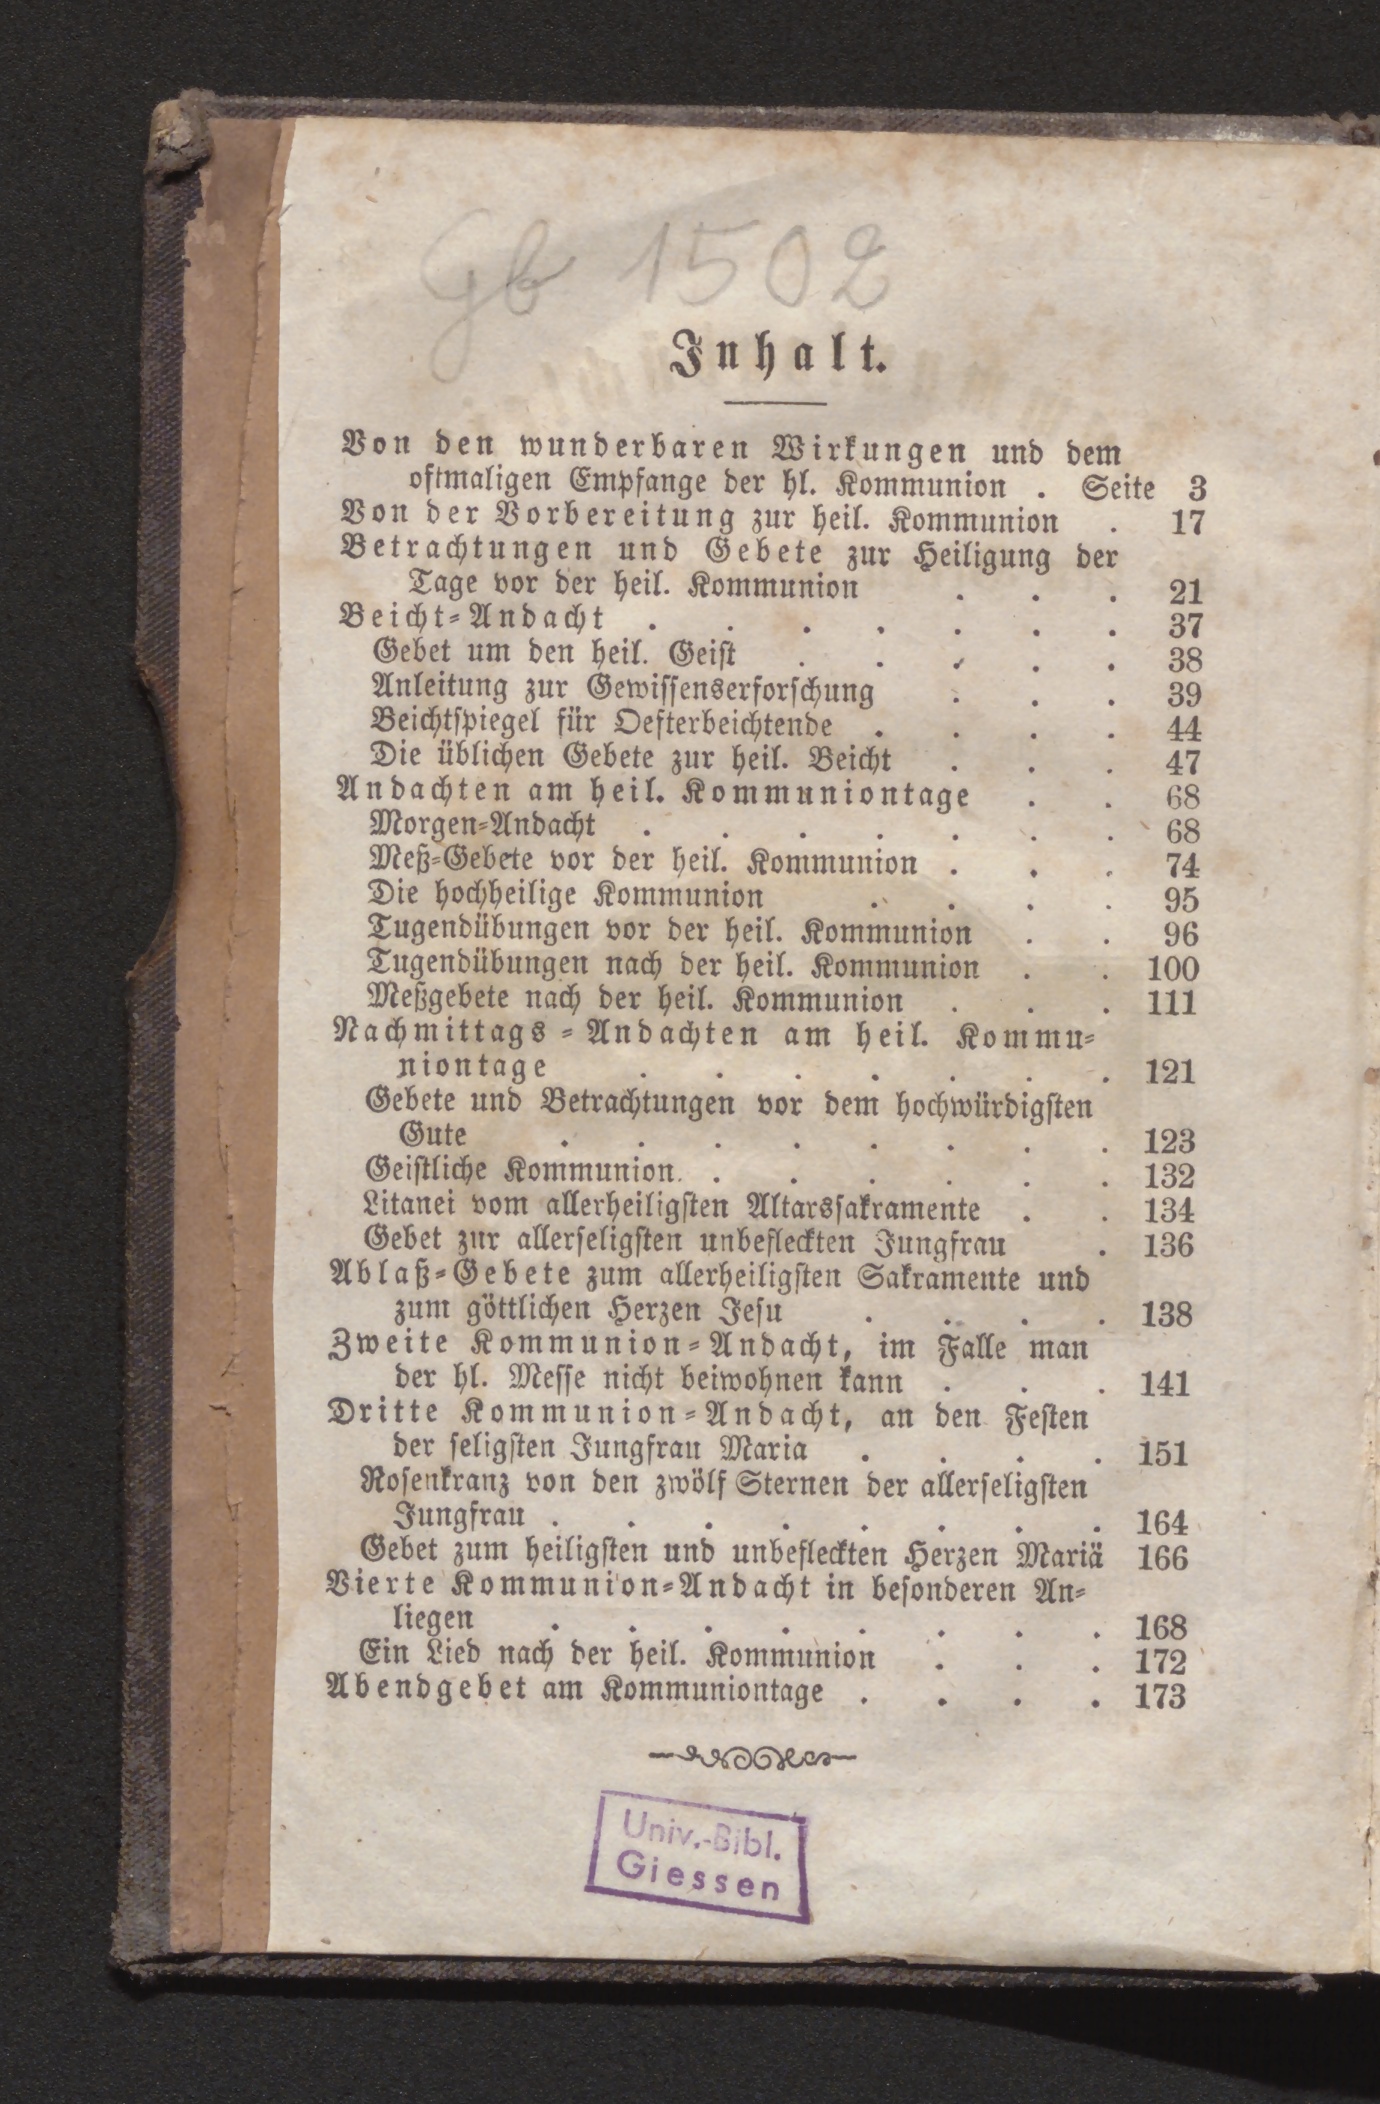 Gb 1502
Inhalt.
Von den wunderbaren Wirkungen und dem
oftmaligen Empfange der hl. Kommunion . Seite 3
Von der Vorbereitung zur heil. Kommunion . 17
Betrachtungen und Gebete zur Heiligung der
Tage vor der heil. Kommunion . . . 21
Beicht-Andacht . . . . . . . 37
Gebet um den heil. Geist . . . . . 38
Anleitung zur Gewissenserforschung . . . 39
Beichtspiegel für Oefterbeichtende . . . . 44
Die üblichen Gebete zur heil. Beicht . . . 47
Andachten am heil. Kommuniontage . . 68
Morgen-Andacht . . . . . . . 68
Meß-Gebete vor der heil. Kommunion . . . 74
Die hochheilige Kommunion . . . . 95
Tugendübungen vor der heil. Kommunion . . 96
Tugendübungen nach der heil. Kommunion . . 100
Meßgebete nach der heil. Kommunion . . . 111
Nachmittags-Andachten am heil. Kommu-
niontage . . . . . . . 121
Gebete und Betrachtungen vor dem hochwürdigsten
Gute . . . . . . . . 123
Geistliche Kommunion . . . . . . 132
Litanei vom allerheiligsten Altarssakramente . . 134
Gebet zur allerseligsten unbefleckten Jungfrau . 136
Ablaß-Gebete zum allerheiligsten Sakramente und
zum göttlichen Herzen Jesu . . . . 138
Zweite Kommunion-Andacht, im Falle man
der hl. Messe nicht beiwohnen kann . . . 141
Dritte Kommunion-Andacht, an den Festen
der seligsten Jungfrau Maria . . . . 151
Rosenkranz von den zwölf Sternen der allerseligsten
Jungfrau . . . . . . . . 164
Gebet zum heiligsten und unbefleckten Herzen Mariä 166
Vierte Kommunion-Andacht in besonderen An-
liegen . . . . . . . . 168
Ein Lied nach der heil. Kommunion . . . 172
Abendgebet am Kommuniontage . . . . 173
Univ.-Bibl.
Giessen